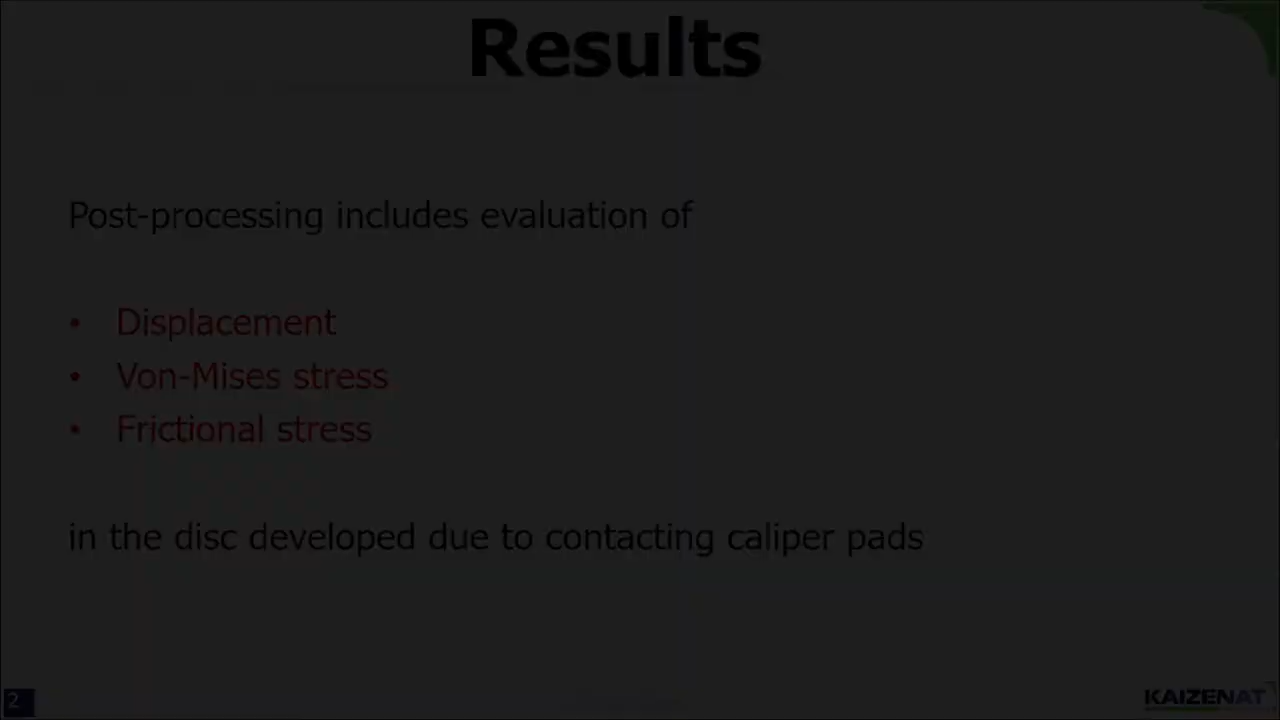 Results
Post-processing includes evaluation of
• Displacement
• Von-Mises stress
• Frictional stress
in the disc developed due to contacting caliper pads
2
KAIZENAT